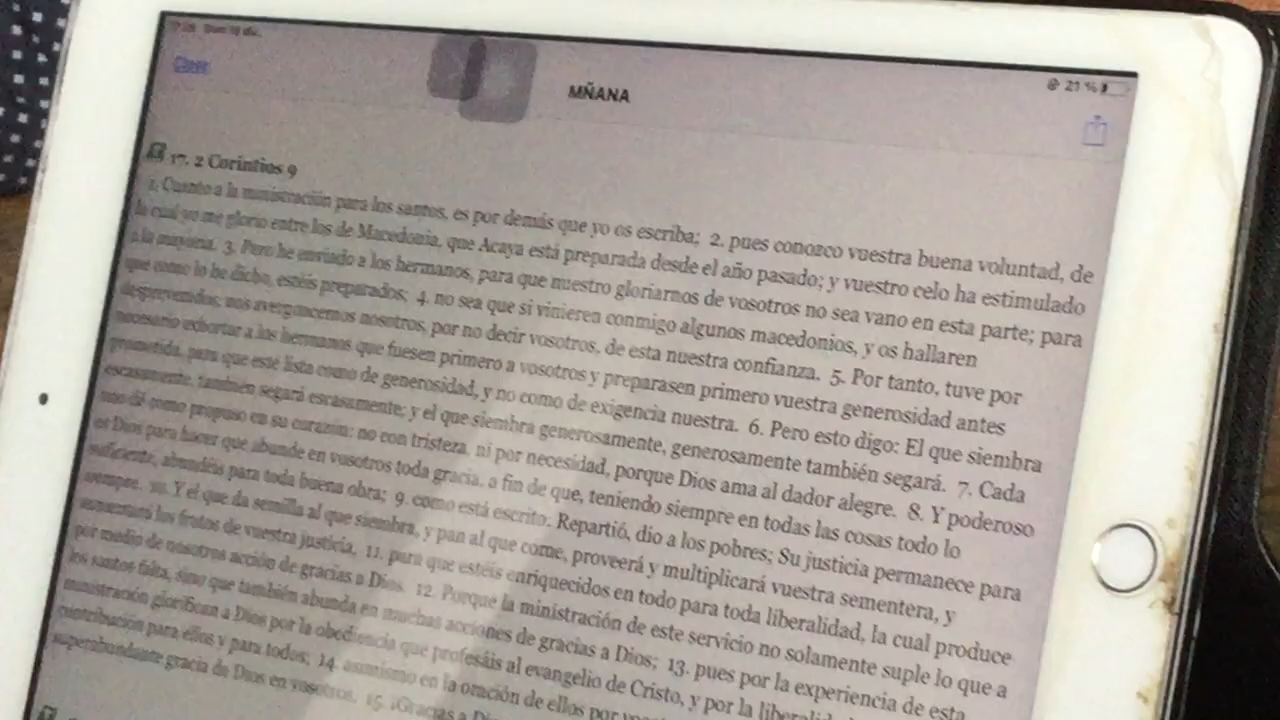 MÑANA
21 %
17. 2 Corintios 9
1. Cuanto a la ministración para los santos, es por demás que yo os escriba; 2. pues conozco vuestra buena voluntad, de
la cual yo me glorío entre los de Macedonia, que Acaya está preparada desde el año pasado; y vuestro celo ha estimulado
a la mayoría. 3. Pero he enviado a los hermanos, para que nuestro gloriarnos de vosotros no sea vano en esta parte; para
que como lo he dicho, estéis preparados; 4. no sea que si vinieren conmigo algunos macedonios, y os hallaren
desprevenidos, nos avergoncemos nosotros, por no decir vosotros, de esta nuestra confianza. 5. Por tanto, tuve por
necesario exhortar a los hermanos que fuesen primero a vosotros y preparasen primero vuestra generosidad antes
prometida, para que esté lista como de generosidad, y no como de exigencia nuestra. 6. Pero esto digo: El que siembra
escasamente, también segará escasamente; y el que siembra generosamente, generosamente también segará. 7. Cada
uno dé como propuso en su corazón: no con tristeza, ni por necesidad, porque Dios ama al dador alegre. 8. Y poderoso
es Dios para hacer que abunde en vosotros toda gracia, a fin de que, teniendo siempre en todas las cosas todo lo
suficiente, abundéis para toda buena obra; 9. como está escrito: Repartió, dio a los pobres; Su justicia permanece para
siempre. 10. Y el que da semilla al que siembra, y pan al que come, proveerá y multiplicará vuestra sementera, y
aumentará los frutos de vuestra justicia, 11. para que estéis enriquecidos en todo para toda liberalidad, la cual produce
por medio de nosotros acción de gracias a Dios. 12. Porque la ministración de este servicio no solamente suple lo que a
los santos falta, sino que también abunda en muchas acciones de gracias a Dios; 13. pues por la experiencia de esta
ministración glorifican a Dios por la obediencia que profesáis al evangelio de Cristo, y por la
contribución para ellos y para todos; 14. asimismo en la oración de ellos por
superabundante gracia de Dios en vosotros. 15. ¡Gracias a